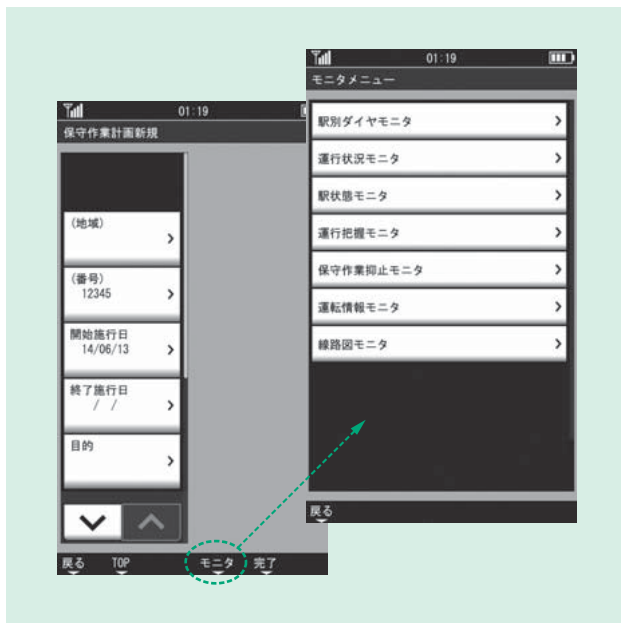 01:19
保守作業計画新規
(地域)
(番号)
12345
開始施行日
14/06/13
終了施行日
/ /
目的
戻る TOP モニタ 完了
01:19
モニタメニュー
駅別ダイヤモニタ
運行状況モニタ
駅状態モニタ
運行把握モニタ
保守作業抑止モニタ
運転情報モニタ
線路図モニタ
戻る